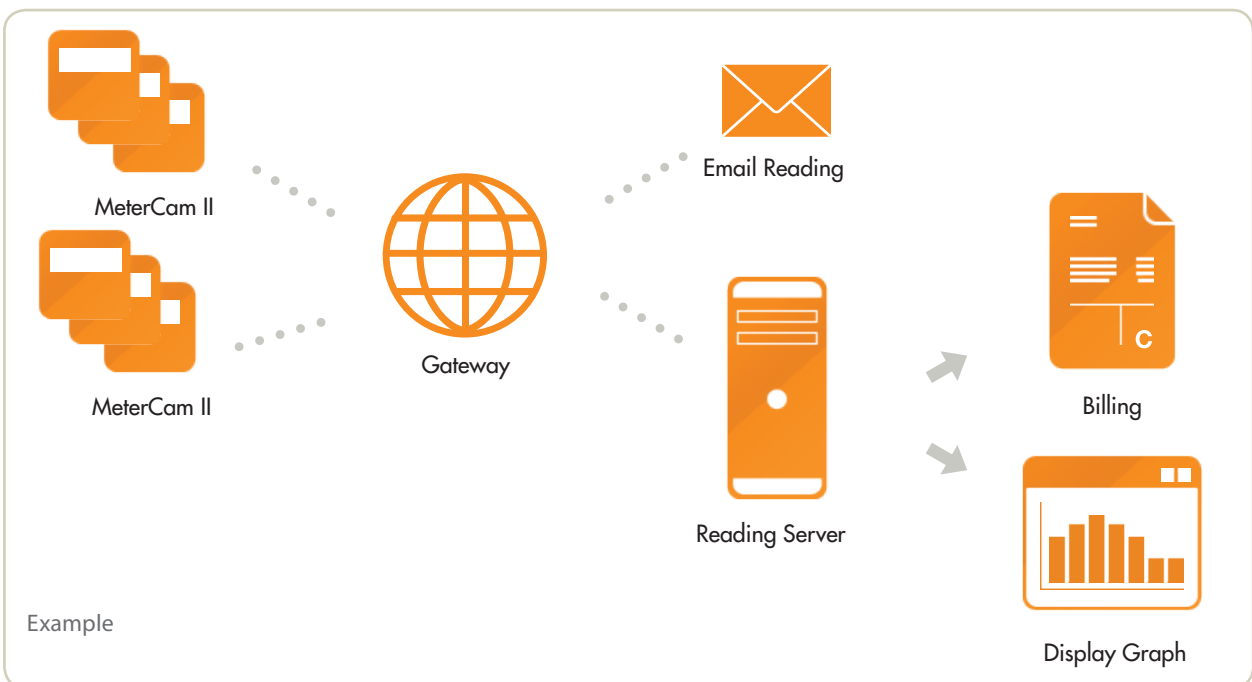 MeterCam II
MeterCam II
Gateway
Email Reading
Reading Server
C
Billing
Display Graph
Example